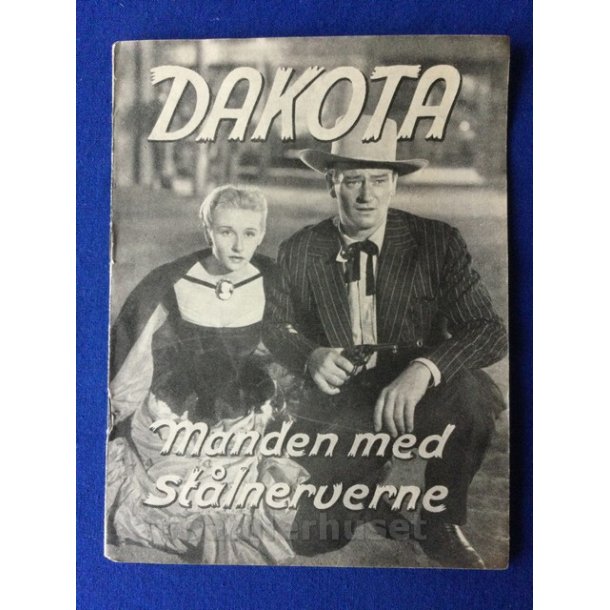 DAKOTA
Manden med
stålnerverne